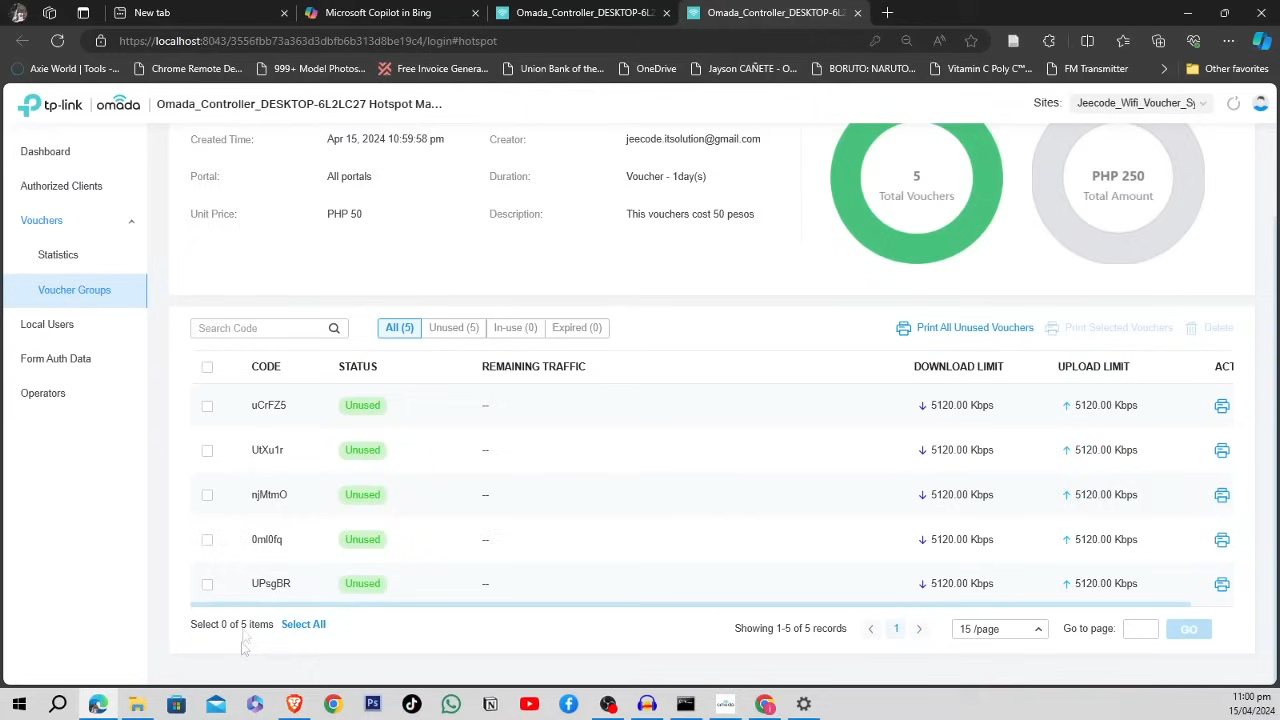 New tab
Microsoft Copilot in Bing
Omada_Controller_DESKTOP-6L2
Omada_Controller_DESKTOP-6L2
https://localhost:8043/3556fbb73a363d3dbfb6b313d8be19c4/login#hotspot
Axie World | Tools -...
Chrome Remote De...
999+ Model Photos...
Free Invoice Genera...
Union Bank of the...
OneDrive
Jayson CAÑETE - O...
BORUTO: NARUTO...
Vitamin C Poly C™...
FM Transmitter
Other favorites
tp-link | omada
Omada_Controller_DESKTOP-6L2LC27 Hotspot Ma...
Sites:
Jeecode_Wifi_Voucher_Sy
Dashboard
Authorized Clients
Vouchers
Statistics
Voucher Groups
Local Users
Form Auth Data
Operators
Created Time: Apr 15, 2024 10:59:58 pm Creator: jeecode.itsolution@gmail.com
Portal: All portals Duration: Voucher - 1day(s)
Unit Price: PHP 50 Description: This vouchers cost 50 pesos
5
Total Vouchers
PHP 250
Total Amount
Search Code
All (5) Unused (5) In-use (0) Expired (0)
Print All Unused Vouchers Print Selected Vouchers Delete
CODE STATUS REMAINING TRAFFIC DOWNLOAD LIMIT UPLOAD LIMIT ACT
uCrFZ5 Unused -- 5120.00 Kbps 5120.00 Kbps
UtXu1r Unused -- 5120.00 Kbps 5120.00 Kbps
njMtmO Unused -- 5120.00 Kbps 5120.00 Kbps
0ml0fq Unused -- 5120.00 Kbps 5120.00 Kbps
UPsgBR Unused -- 5120.00 Kbps 5120.00 Kbps
Select 0 of 5 items Select All
Showing 1-5 of 5 records 1 15 /page Go to page: GO
11:00 pm
15/04/2024